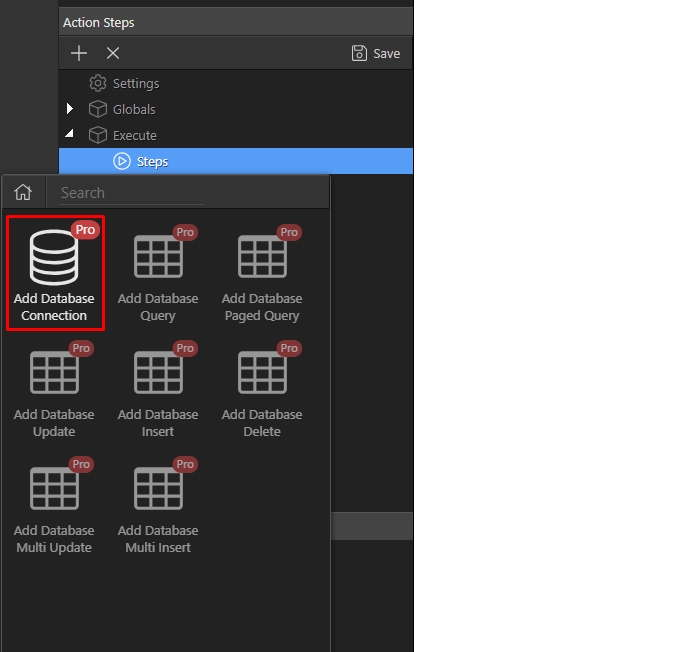 Action Steps
Save
Settings
Globals
Execute
Steps
Search
Pro
Add Database
Connection
Pro
Add Database
Query
Pro
Add Database
Paged Query
Pro
Add Database
Update
Pro
Add Database
Insert
Pro
Add Database
Delete
Pro
Add Database
Multi Update
Pro
Add Database
Multi Insert